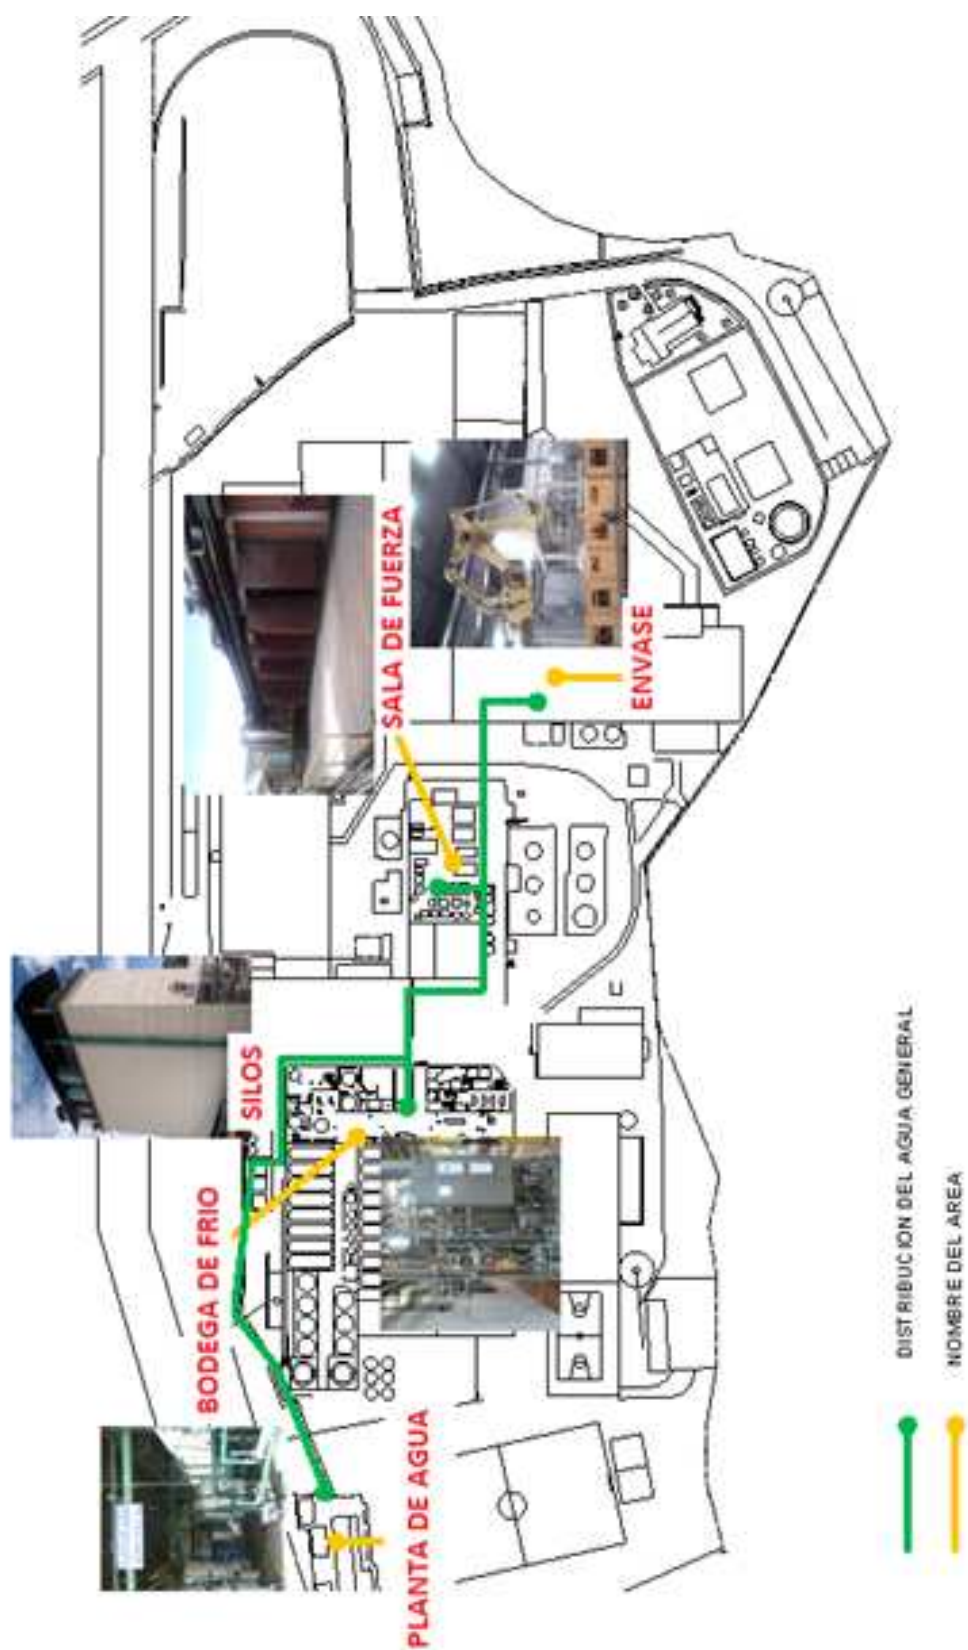 SALA DE FUERZA
ENVASE
SILOS
BODEGA DE FRIO
PLANTA DE AGUA
DISTRIBUCION DEL AGUA GENERAL
NOMBRE DEL AREA